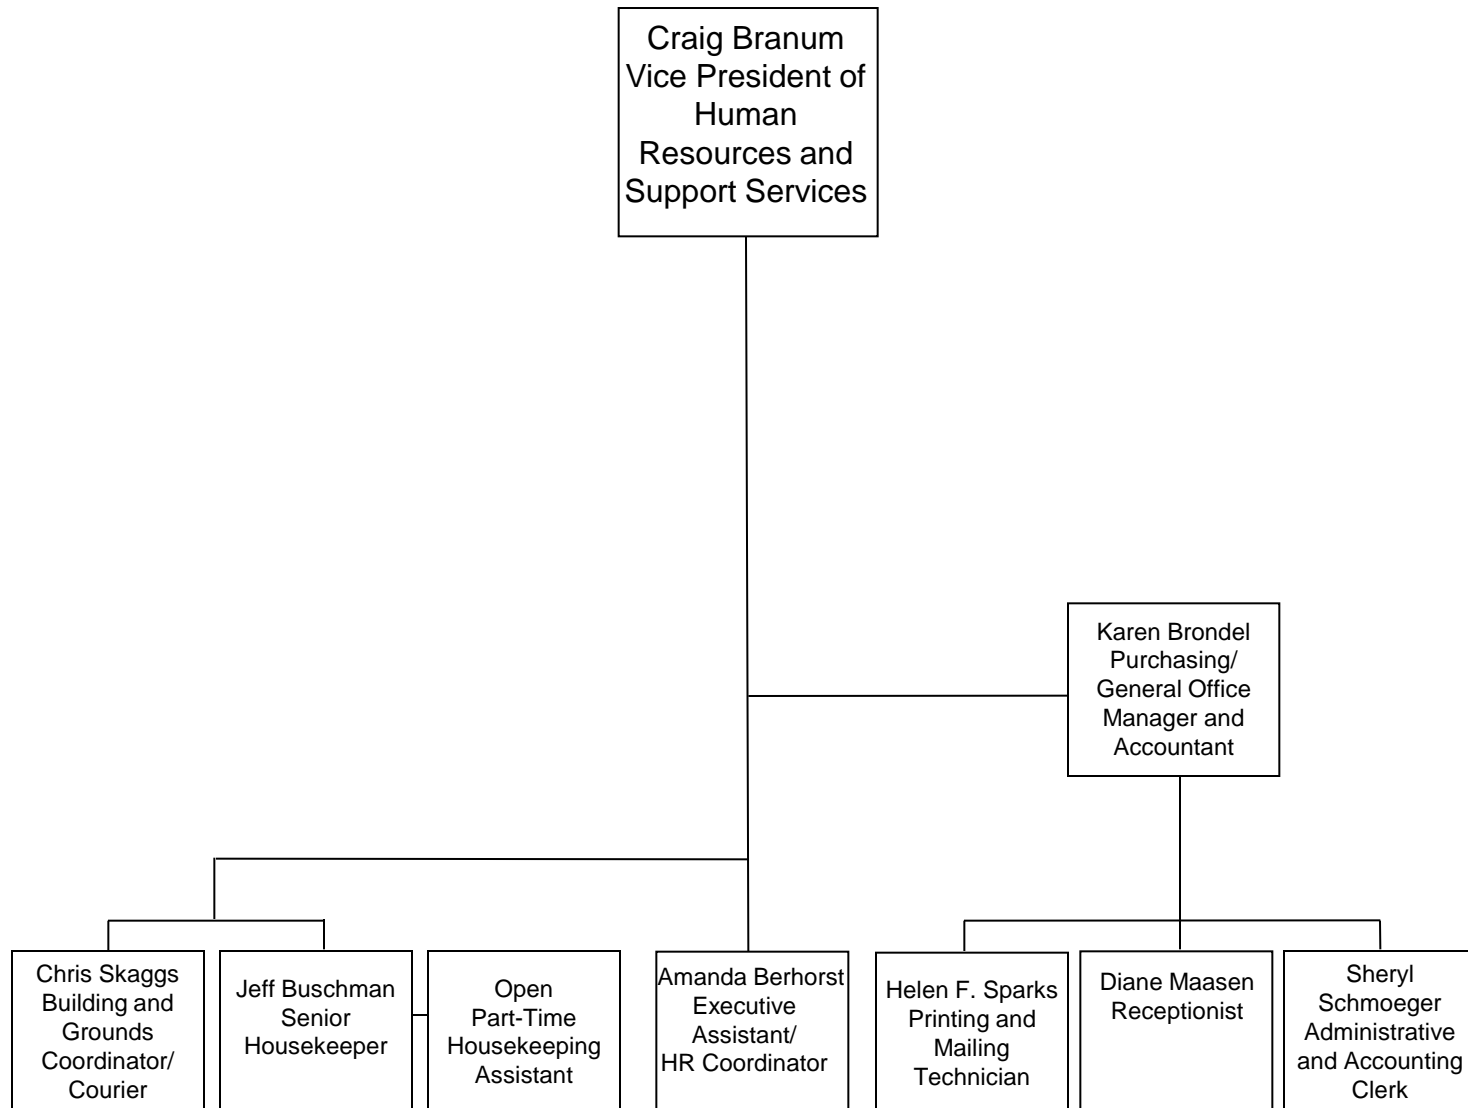 Craig Branum
Vice President of
Human
Resources and
Support Services
Karen Brondel
Purchasing/
General Office
Manager and
Accountant
Chris Skaggs
Building and
Grounds
Coordinator/
Courier
Jeff Buschman
Senior
Housekeeper
Open
Part-Time
Housekeeping
Assistant
Amanda Berhorst
Executive
Assistant/
HR Coordinator
Helen F. Sparks
Printing and
Mailing
Technician
Diane Maasen
Receptionist
Sheryl
Schmoeger
Administrative
and Accounting
Clerk